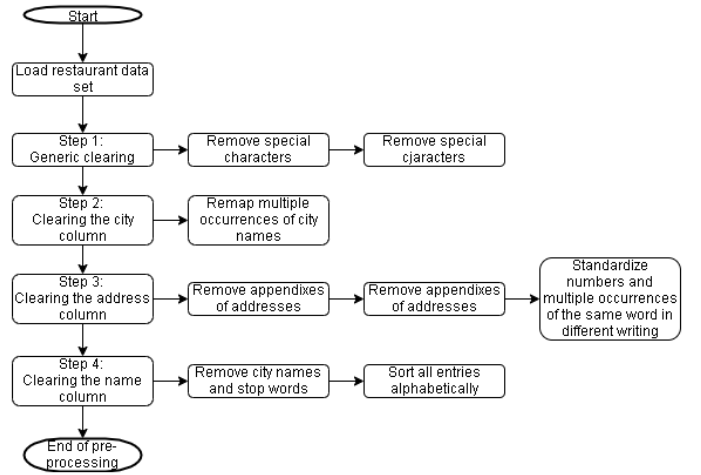 Start
Load restaurant data
set
Step 1:
Generic clearing
Remove special
characters
Remove special
cjaracters
Step 2:
Clearing the city
column
Remap multiple
occurrences of city
names
Step 3:
Clearing the address
column
Remove appendixes
of addresses
Remove appendixes
of addresses
Standardize
numbers and
multiple occurrences
of the same word in
different writing
Step 4:
Clearing the name
column
Remove city names
and stop words
Sort all entries
alphabetically
End of pre-
processing